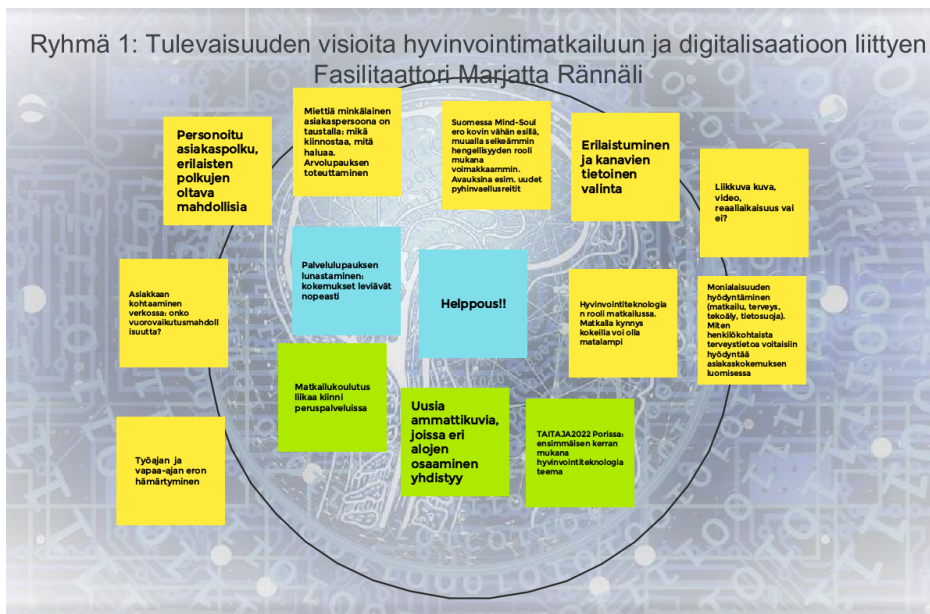 Ryhmä 1: Tulevaisuuden visioita hyvinvointimatkailuun ja digitalisaatioon liittyen
Fasilitaattori Marjatta Rännäli
Personoitu
asiakaspolku,
erilaisten
polkujen
oltava
mahdollisia
Miettiä minkälainen
asiakaspersoona on
taustalla: mikä
kiinnostaa, mitä
haluaa.
Arvolupauksen
toteuttaminen
Suomessa Mind-Soul
ero kovin vähän esillä,
muualla selkeämmin
hengellisyyden rooli
mukana
voimakkaammin.
Avauksina esim. uudet
pyhinvaellusreitit
Erilaistuminen
ja kanavien
tietoinen
valinta
Liikkuva kuva,
video,
reaaliaikaisuus vai
ei?
Asiakkaan
kohtaaminen
verkossa: onko
vuorovaikutusmahdoll
isuutta?
Palvelulupauksen
lunastaminen:
kokemukset leviävät
nopeasti
Helppous!!
Hyvinvointiteknologia
n rooli matkailussa.
Matkalla kynnys
kokeilla voi olla
matalampi
Monialaisuuden
hyödyntäminen
(matkailu, terveys,
tekoäly, tietosuoja).
Miten
henkilökohtaista
terveystietoa voitaisiin
hyödyntää
asiakaskokemuksen
luomisessa
Työajan ja
vapaa-ajan eron
hämärtyminen
Matkailukoulutus
liikaa kiinni
peruspalveluissa
Uusia
ammattikuvia,
joissa eri
alojen
osaaminen
yhdistyy
TAITAJA2022 Porissa:
ensimmäisen kerran
mukana
hyvinvointiteknologia
teema